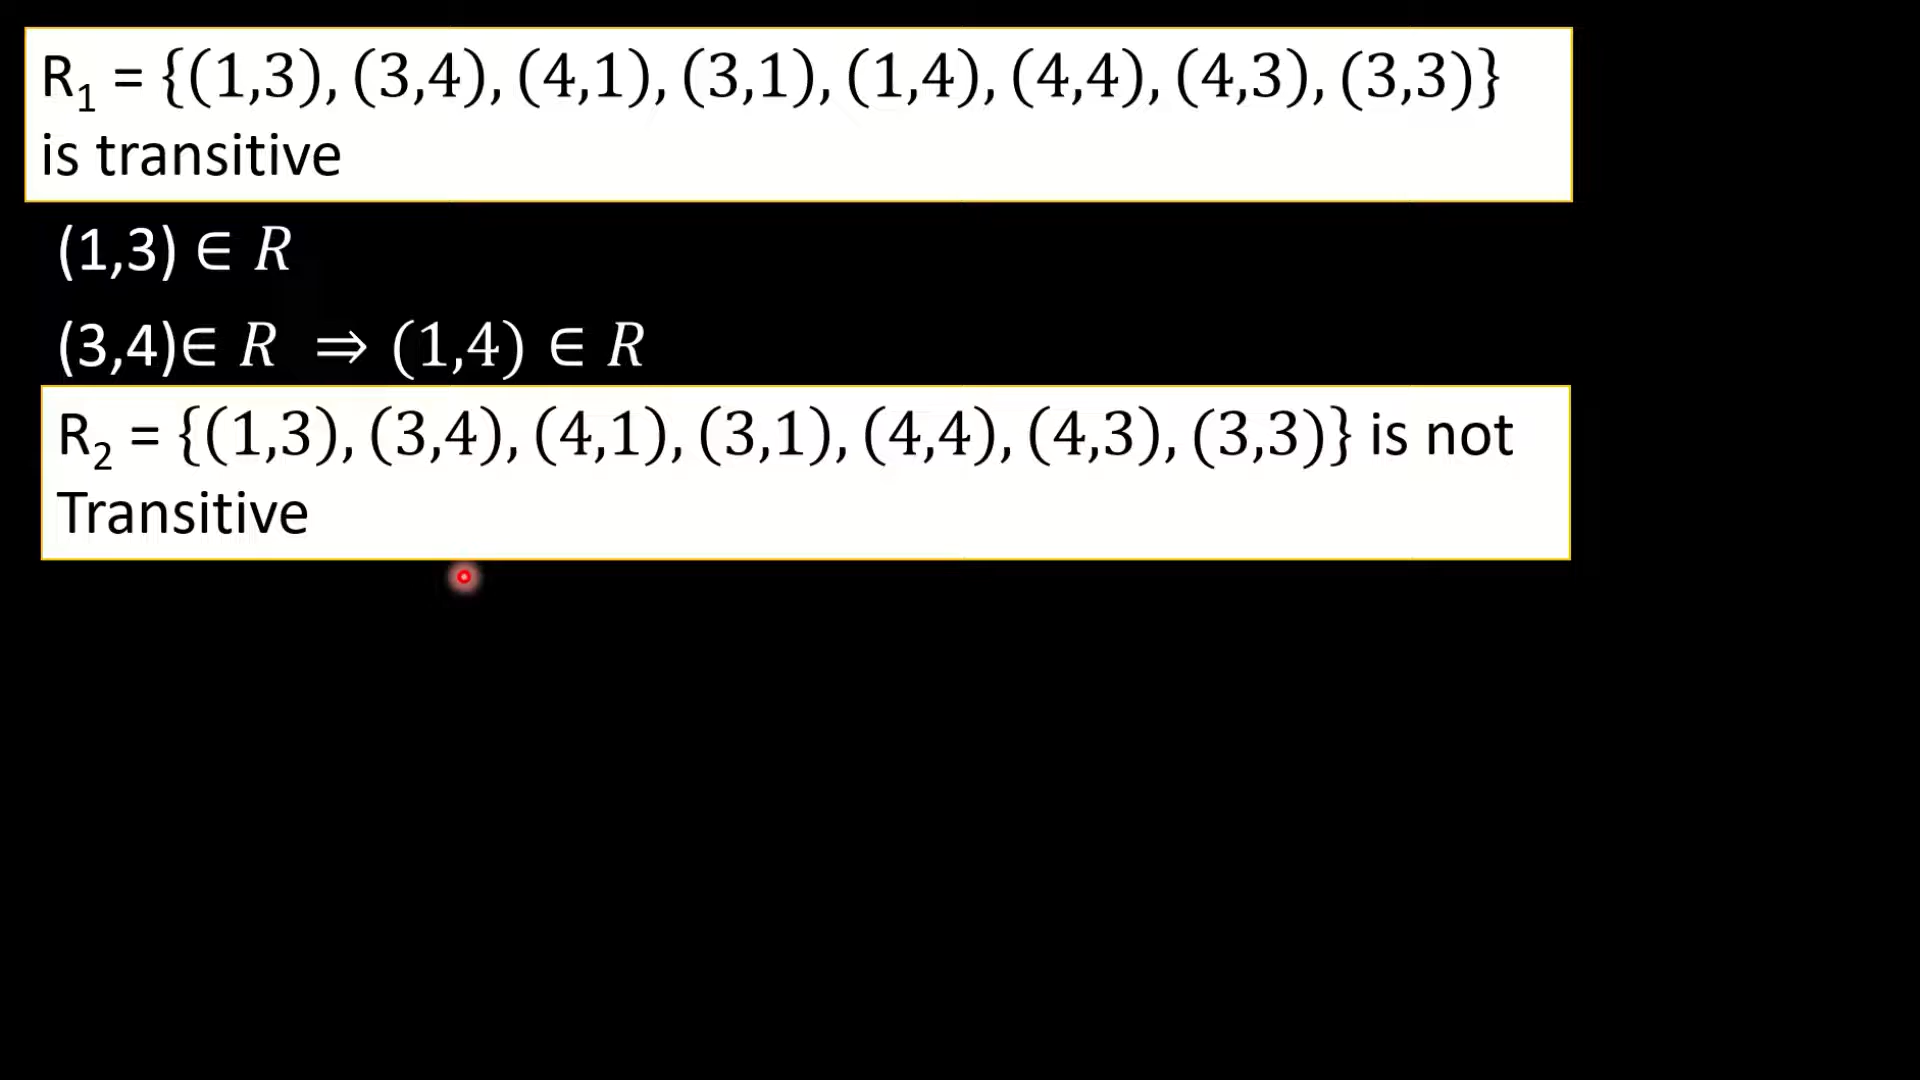 R₁ = {(1,3), (3,4), (4,1), (3,1), (1,4), (4,4), (4,3), (3,3)}
is transitive
(1,3) ∈ R
(3,4)∈ R ⇒ (1,4) ∈ R
R₂ = {(1,3), (3,4), (4,1), (3,1), (4,4), (4,3), (3,3)} is not
Transitive